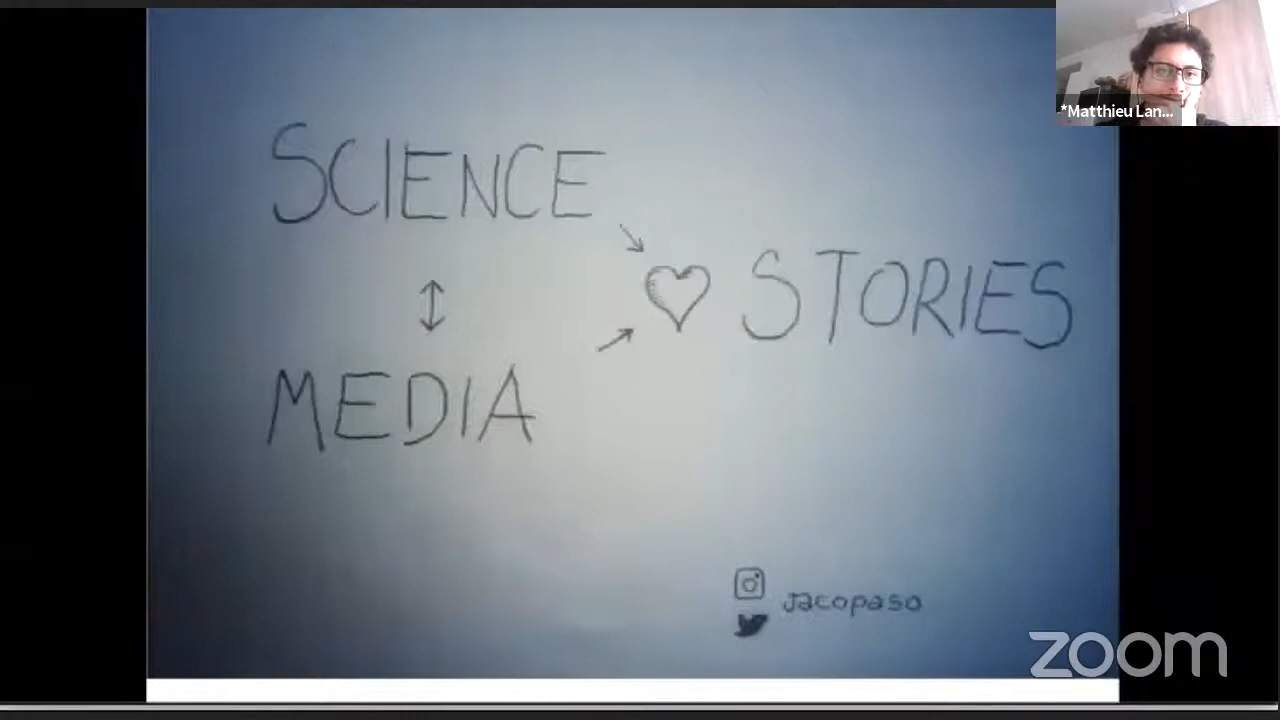 *Matthieu Lan...
SCIENCE
STORIES
MEDIA
jacopaso
zoom